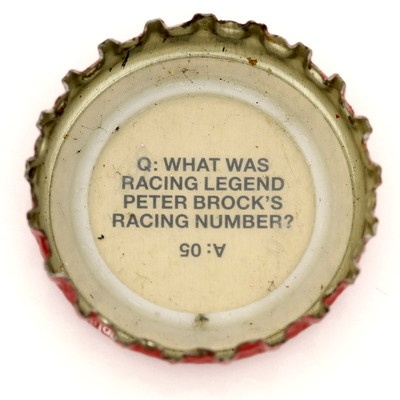 Q: WHAT WAS
RACING LEGEND
PETER BROCK'S
RACING NUMBER?
A: 05